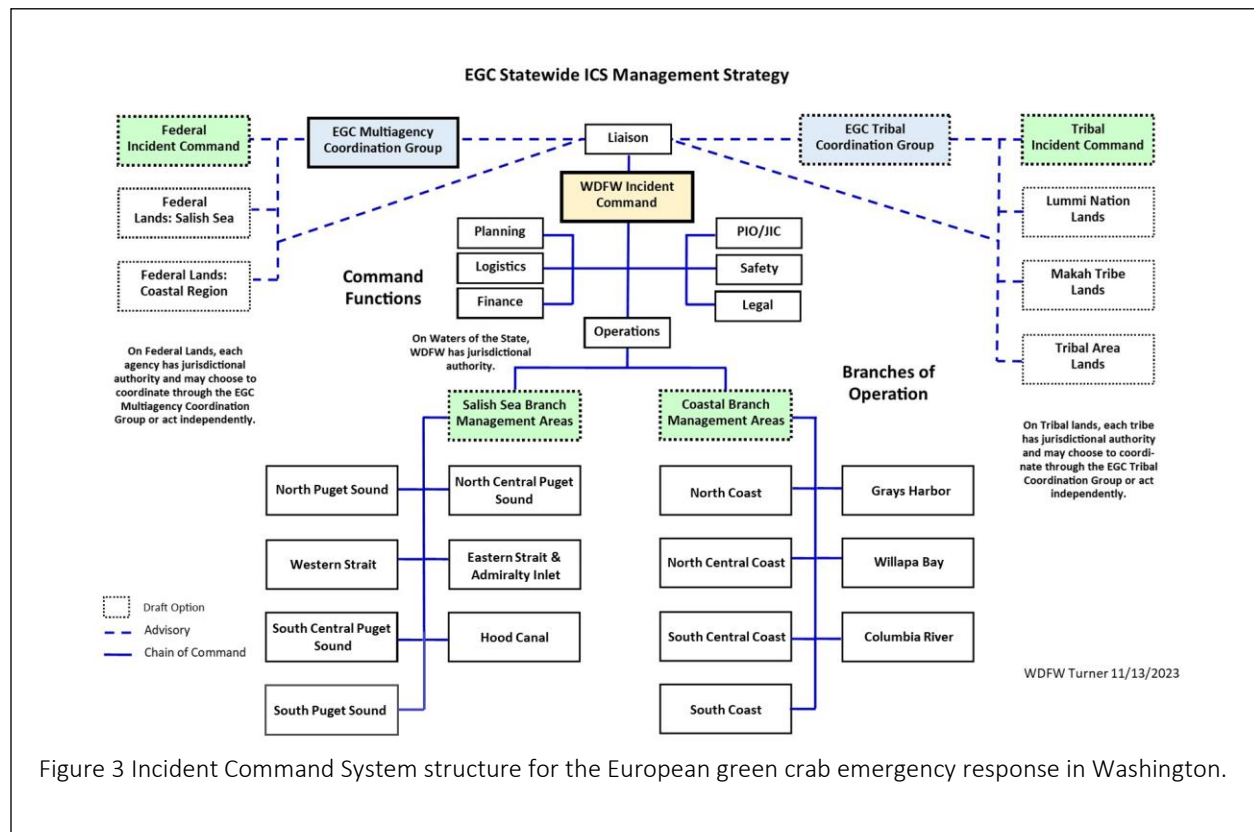 EGC Statewide ICS Management Strategy
Federal
Incident Command
EGC Multiagency
Coordination Group
Liaison
EGC Tribal
Coordination Group
Tribal
Incident Command
Federal
Lands: Salish Sea
WDFW Incident
Command
Lummi Nation
Lands
Planning
PIO/JIC
Federal Lands:
Coastal Region
Command
Functions
Logistics
Safety
Makah Tribe
Lands
Finance
Legal
On Waters of the State,
WDFW has jurisdictional
authority.
Operations
Tribal Area
Lands
On Federal Lands, each
agency has jurisdictional
authority and may choose to
coordinate through the EGC
Multiagency Coordination
Group or act independently.
Branches of
Operation
Salish Sea Branch
Management Areas
Coastal Branch
Management Areas
On Tribal lands, each tribe
has jurisdictional authority
and may choose to coordi-
nate through the EGC Tribal
Coordination Group or act
independently.
North Puget Sound
North Central Puget
Sound
North Coast
Grays Harbor
Western Strait
Eastern Strait &
Admiralty Inlet
North Central Coast
Willapa Bay
South Central Puget
Sound
Hood Canal
South Central Coast
Columbia River
South Puget Sound
South Coast
Draft Option
Advisory
Chain of Command
WDFW Turner 11/13/2023
Figure 3 Incident Command System structure for the European green crab emergency response in Washington.